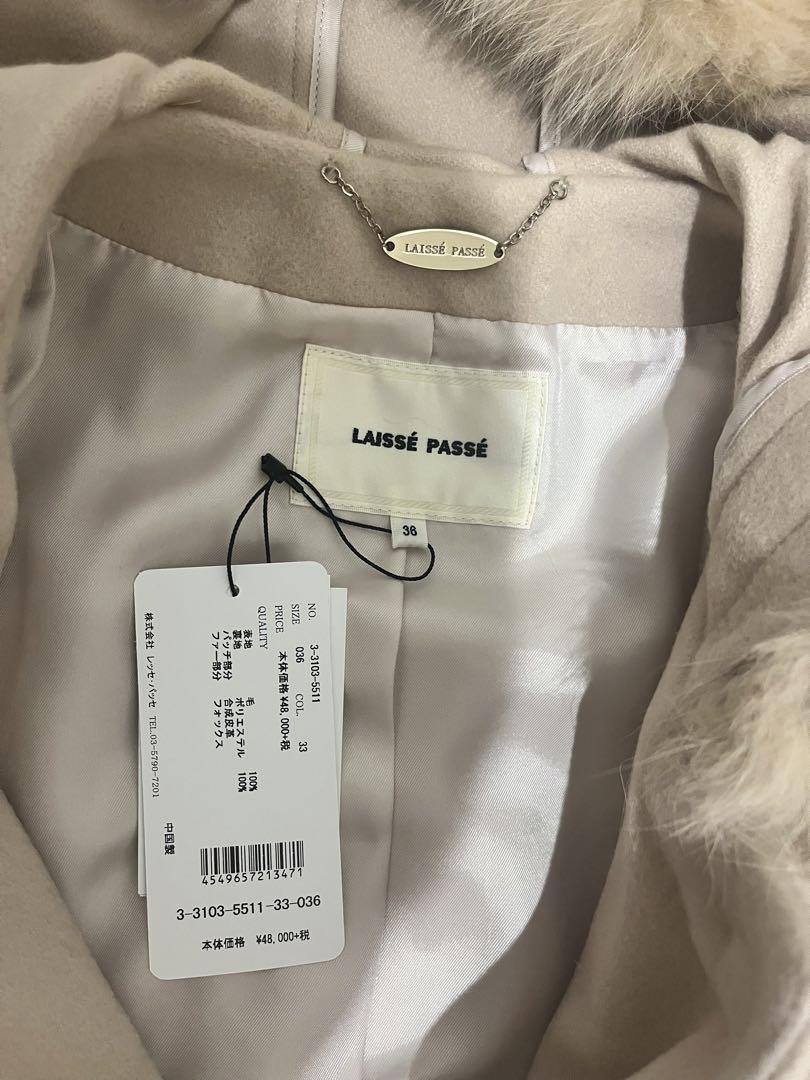 LAISSÉ PASSÉ
LAISSÉ PASSÉ
36
NO. 3-3103-5511
SIZE 036 COL. 33
PRICE 本体価格 ¥48,000+税
QUALITY
表地 毛 100%
裏地 ポリエステル 100%
パッチ部分 合成皮革
ファー部分 フォックス
株式会社 レッセ・パッセ TEL.03-5790-7201
中国製
4549657213471
3-3103-5511-33-036
本体価格 ¥48,000+税